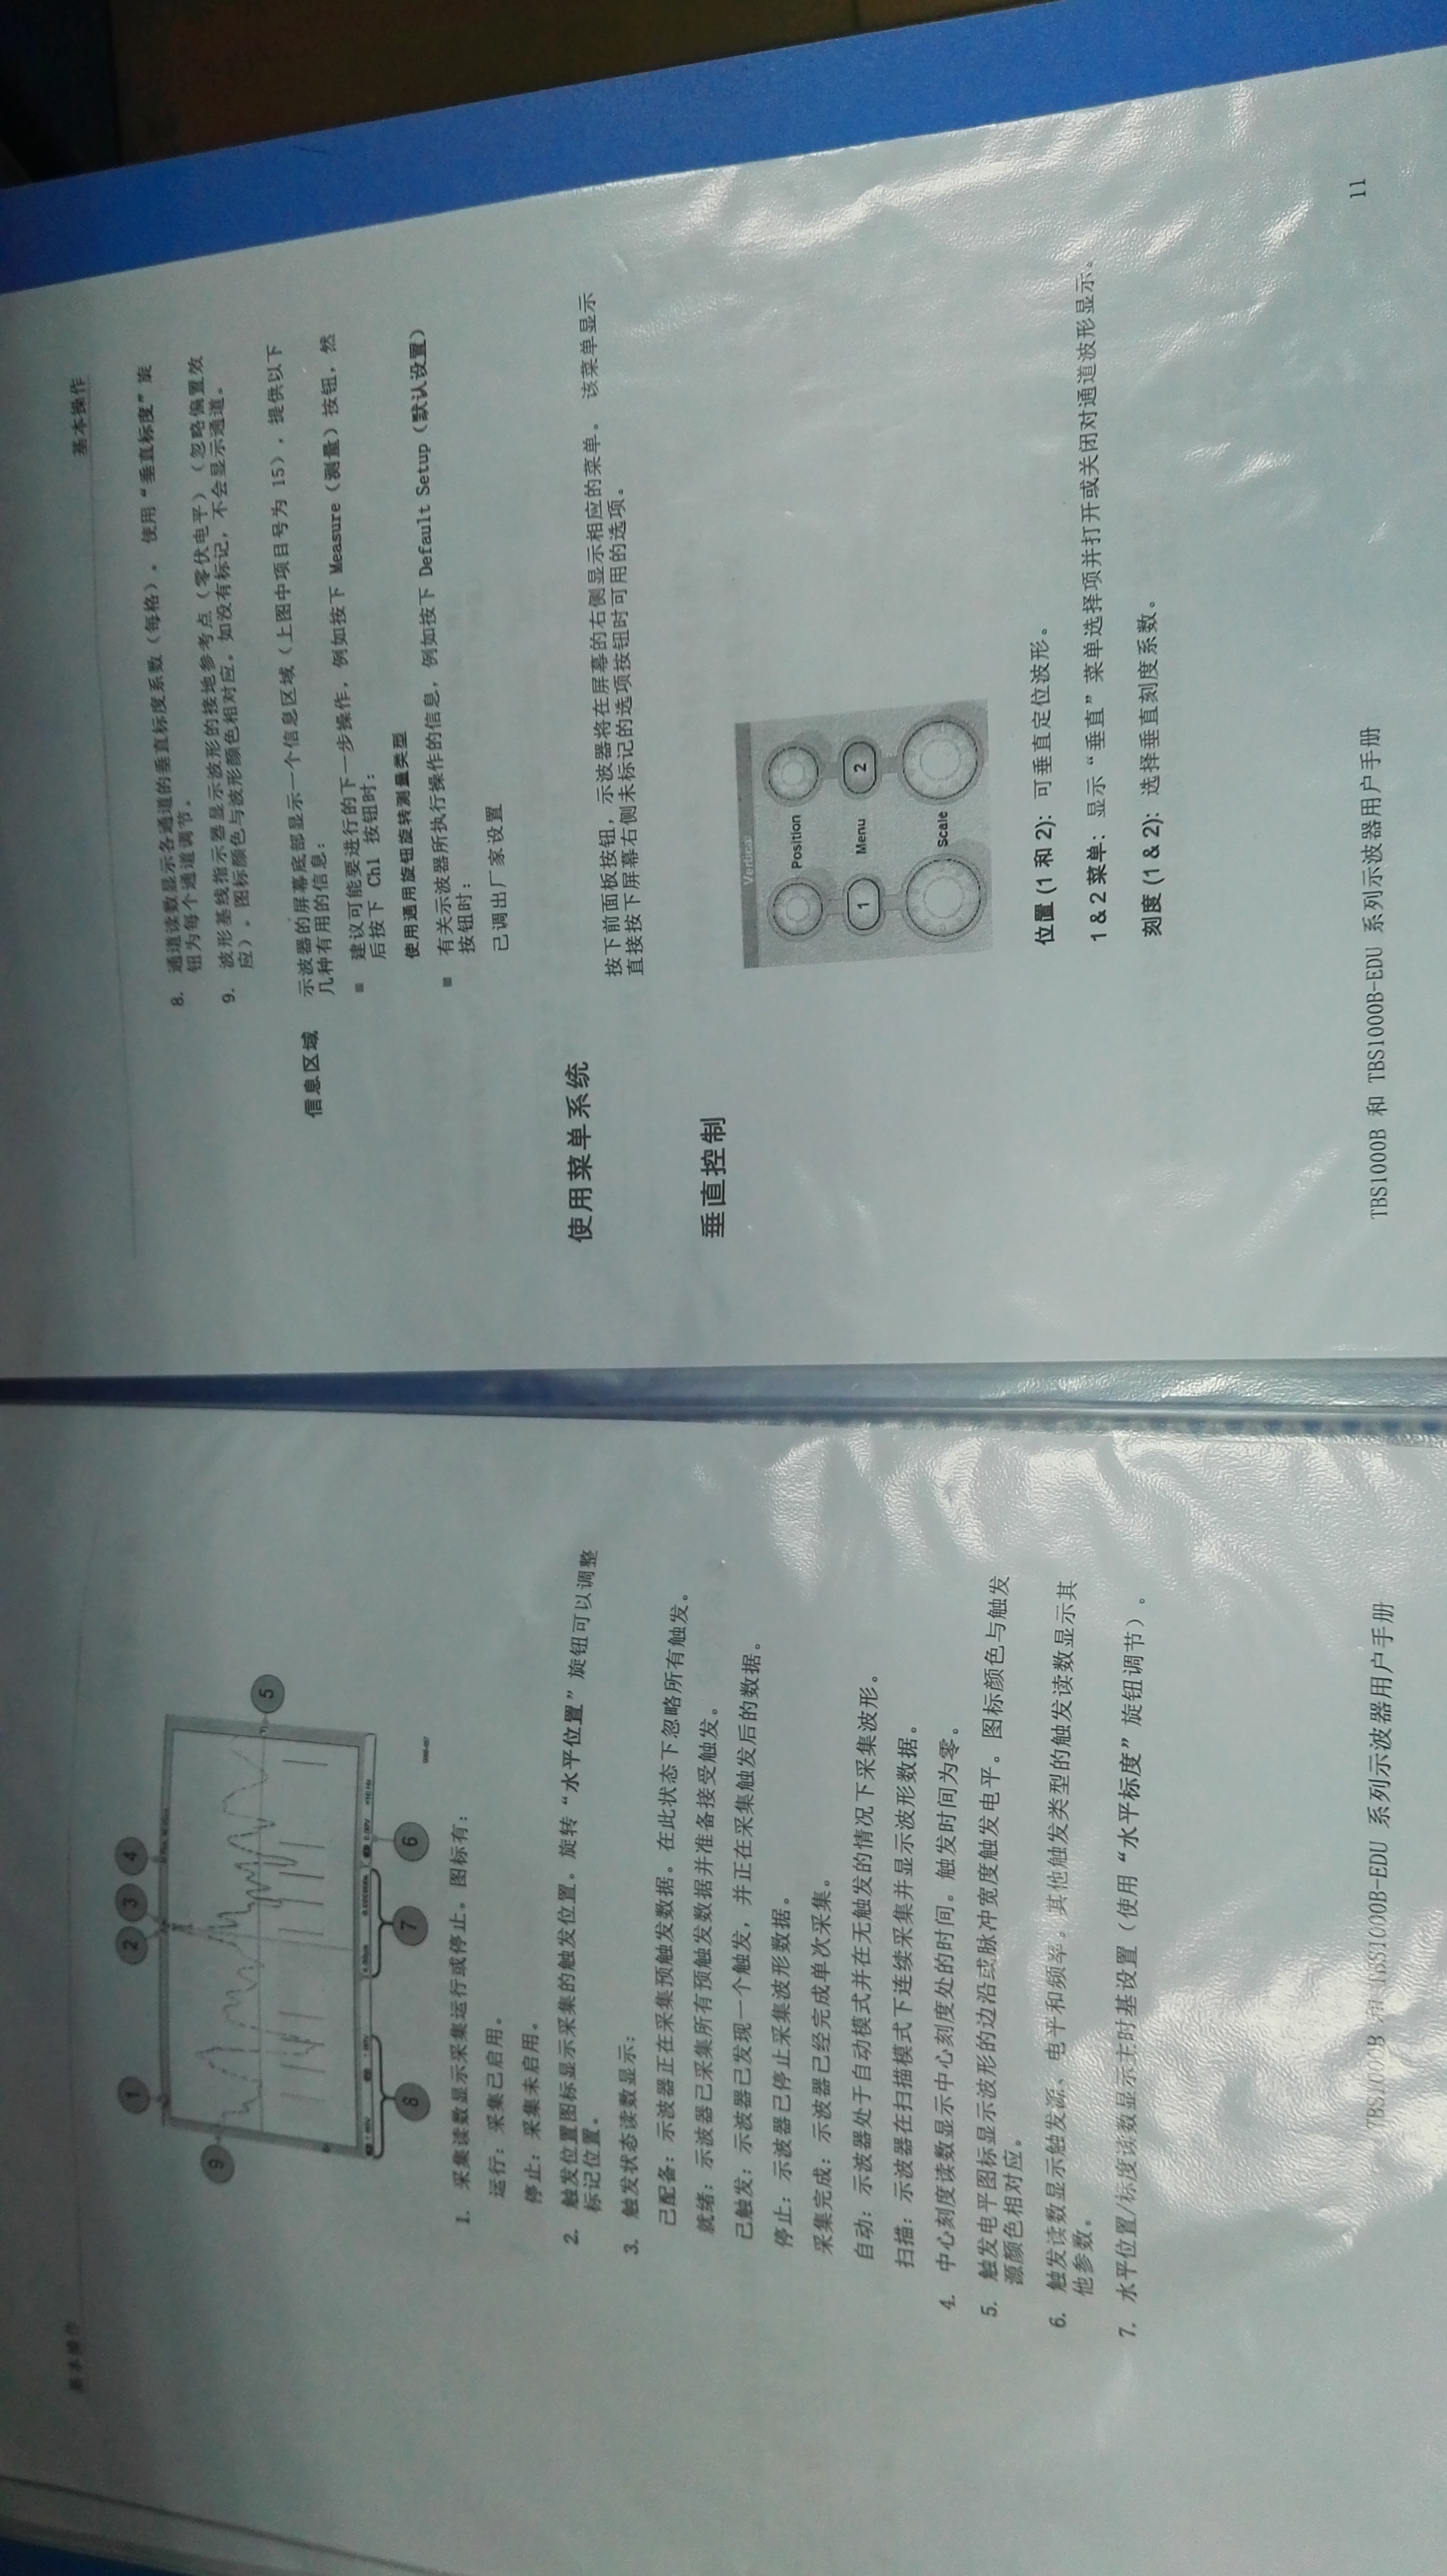 基本操作
1
2
3
4
5
9
8
7
6
1. 采集读数显示采集运行或停止。图标有:
运行: 采集已启用。
停止: 采集未启用。
2. 触发位置图标显示采集的触发位置。旋转“水平位置”旋钮可以调整
标记位置。
3. 触发状态读数显示:
已配备: 示波器正在采集预触发数据。在此状态下忽略所有触发。
就绪: 示波器已采集所有预触发数据并准备接受触发。
已触发: 示波器已发现一个触发, 并正在采集触发后的数据。
停止: 示波器已停止采集波形数据。
采集完成: 示波器已经完成单次采集。
自动: 示波器处于自动模式并在无触发的情况下采集波形。
扫描: 示波器在扫描模式下连续采集并显示波形数据。
4. 中心刻度读数显示中心刻度处的时间。触发时间为零。
5. 触发电平图标显示波形的边沿或脉冲宽度触发电平。图标颜色与触发
源颜色相对应。
6. 触发读数显示触发源、电平和频率。其他触发类型的触发读数显示其
他参数。
7. 水平位置/标度读数显示主时基设置 (使用“水平标度”旋钮调节)。
TBS1000B 和 TBS1000B-EDU 系列示波器用户手册
基本操作
8. 通道读数显示各通道的垂直标度系数 (每格)。 使用“垂直标度”旋
钮为每个通道调节。
9. 波形基线指示器显示波形的接地参考点 (零伏电平) (忽略偏置效
应)。图标颜色与波形颜色相对应。如没有标记, 不会显示通道。
信息区域
示波器的屏幕底部显示一个信息区域 (上图中项目号为 15), 提供以下
几种有用的信息:
■ 建议可能要进行的下一步操作, 例如按下 Measure (测量) 按钮, 然
后按下 Ch1 按钮时:
使用通用旋钮旋转测量类型
■ 有关示波器所执行操作的信息, 例如按下 Default Setup (默认设置)
按钮时:
已调出厂家设置
使用菜单系统
按下前面板按钮, 示波器将在屏幕的右侧显示相应的菜单。 该菜单显示
直接按下屏幕右侧未标记的选项按钮时可用的选项。
垂直控制
Vertical
Position
1 Menu 2
Scale
位置 (1 和 2): 可垂直定位波形。
1 & 2 菜单: 显示“垂直”菜单选择项并打开或关闭对通道波形显示。
刻度 (1 & 2): 选择垂直刻度系数。
TBS1000B 和 TBS1000B-EDU 系列示波器用户手册
11